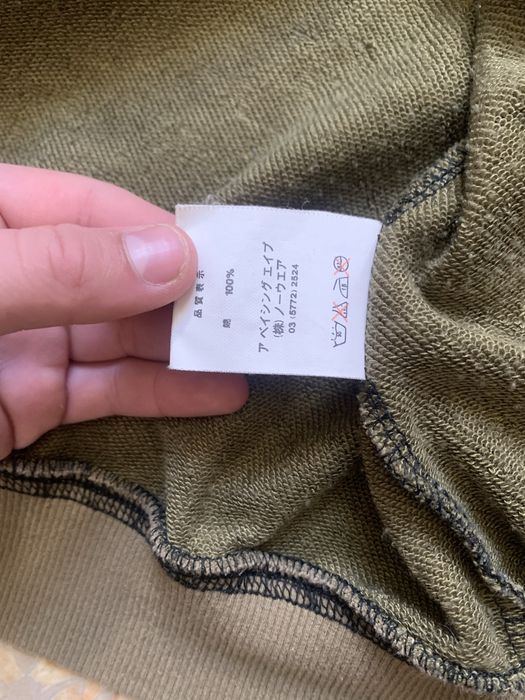 品質表示
綿 100%
ア ベイシング エイプ
(株) ノーウエア
03 (5772) 2524